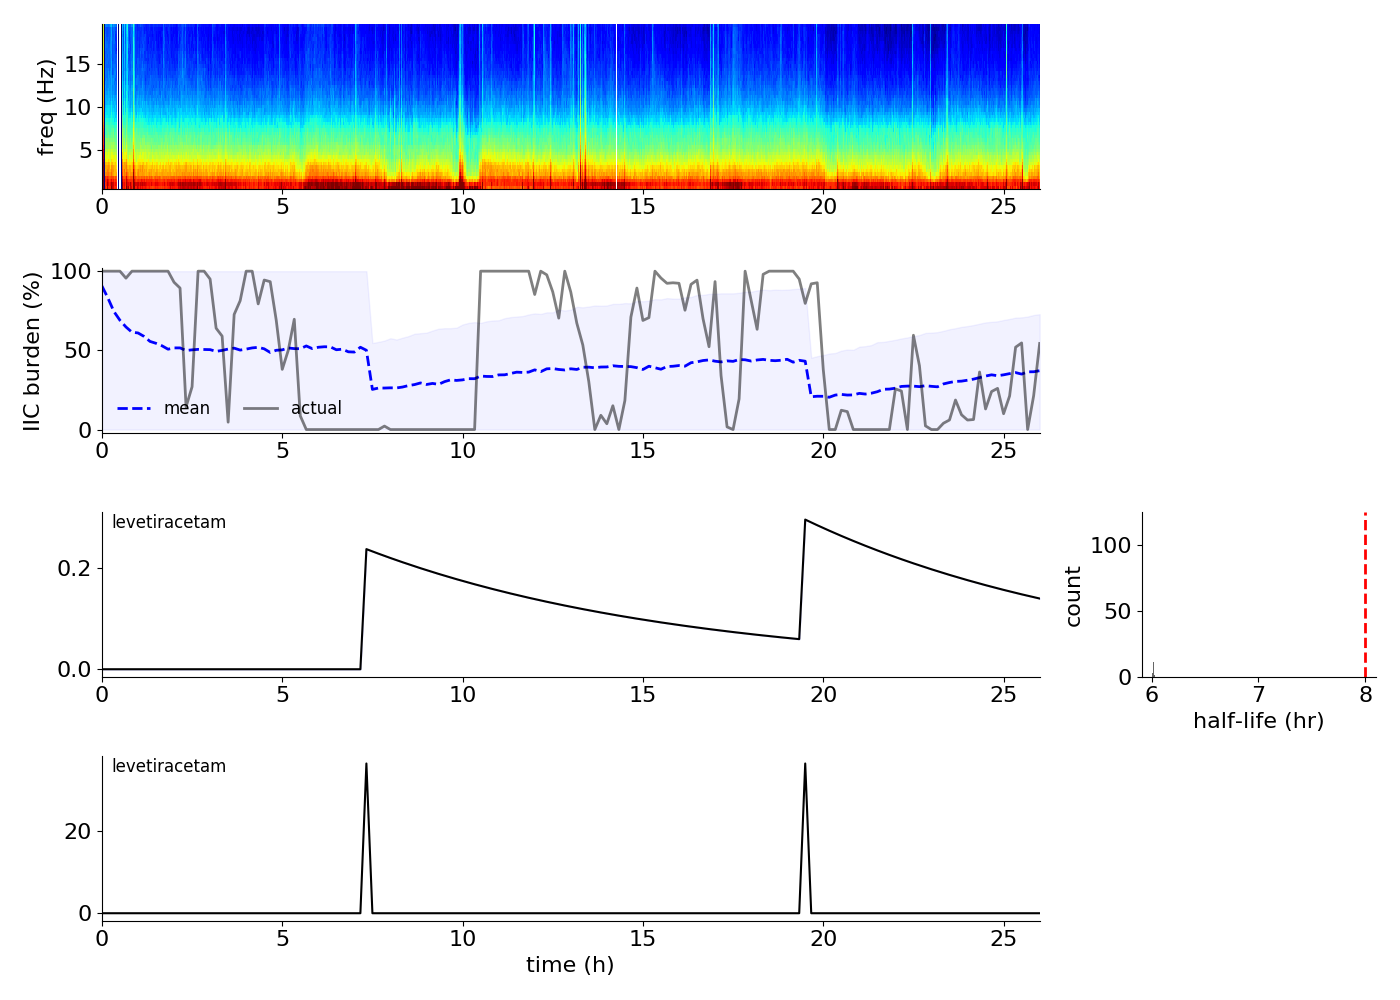 freq (Hz)
15
10
5
0 5 10 15 20 25
IIC burden (%)
100
50
0
mean actual
0 5 10 15 20 25
levetiracetam
0.2
0.0
0 5 10 15 20 25
count
100
50
0
6 7 8
half-life (hr)
levetiracetam
20
0
0 5 10 15 20 25
time (h)